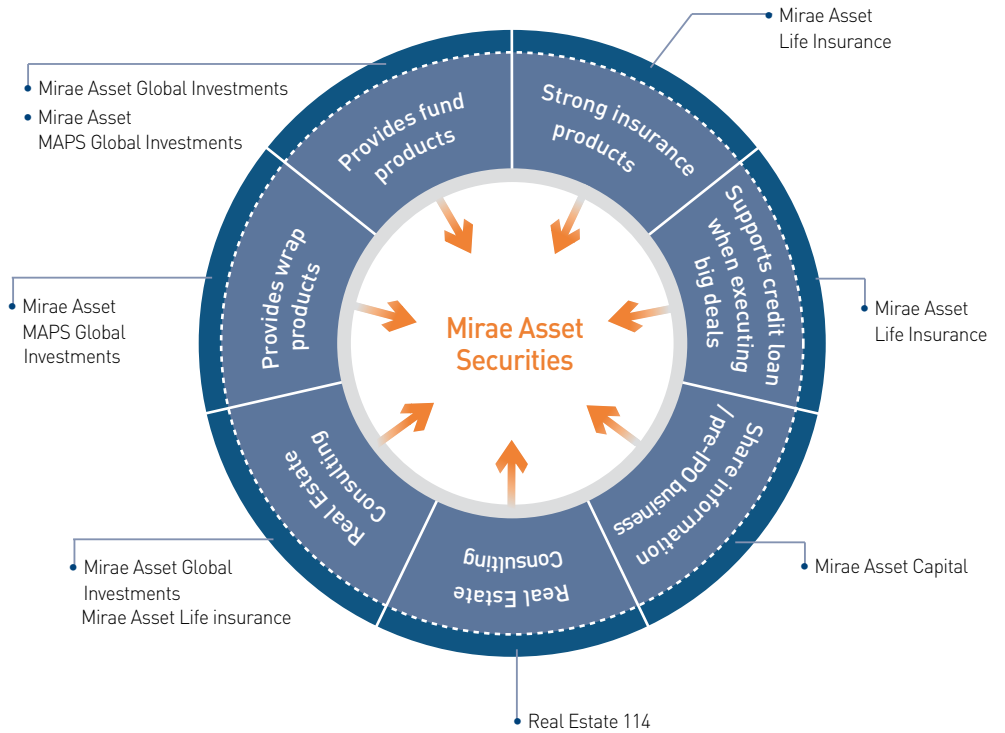 Mirae Asset
Life Insurance
Mirae Asset Global Investments
Mirae Asset
MAPS Global Investments
Provides fund
products
Strong insurance
products
Supports credit loan
when executing
big deals
Mirae Asset
Life Insurance
Provides wrap
products
Mirae Asset
MAPS Global
Investments
Mirae Asset
Securities
Share information
/ pre-IPO business
Mirae Asset Capital
Real Estate
Consulting
Mirae Asset Global
Investments
Mirae Asset Life insurance
Real Estate
Consulting
Real Estate 114